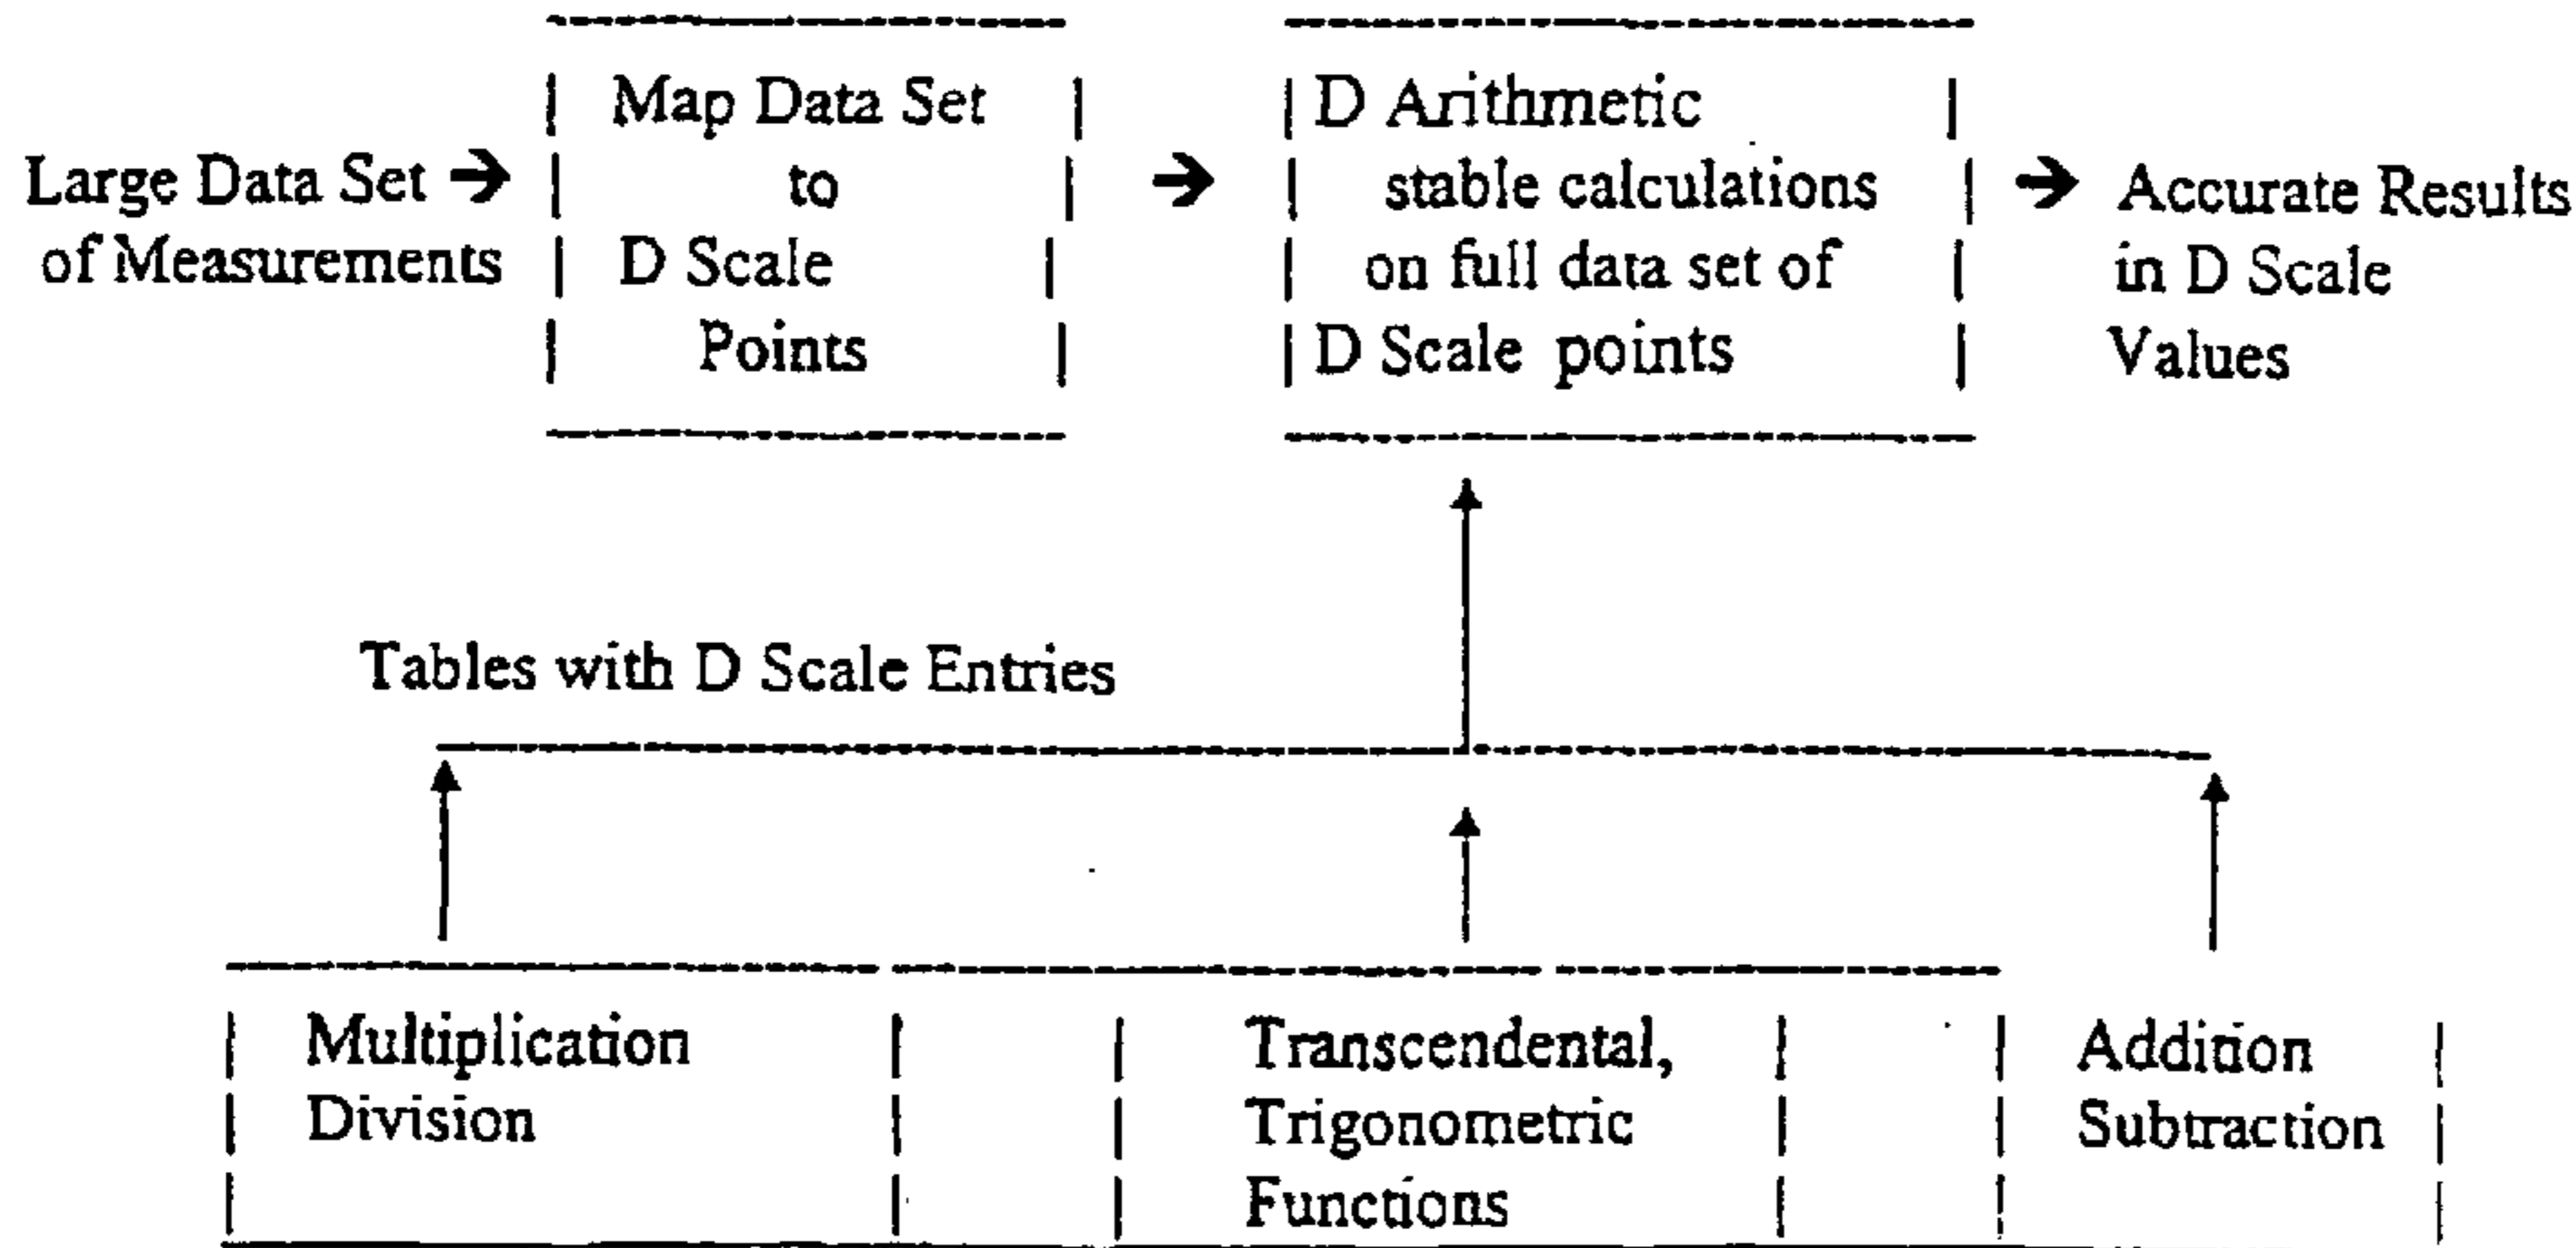 Large Data Set →
of Measurements
Map Data Set
to
D Scale
Points
→
D Arithmetic
stable calculations
on full data set of
D Scale points
→ Accurate Results
in D Scale
Values
Tables with D Scale Entries
Multiplication
Division
Transcendental,
Trigonometric
Functions
Addition
Subtraction